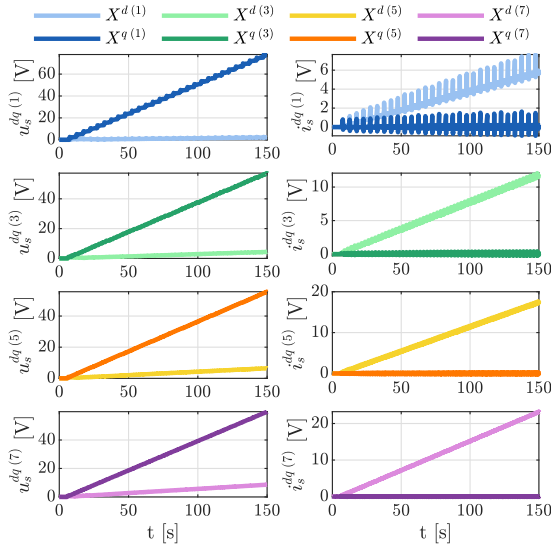 X^{d (1)} X^{d (3)} X^{d (5)} X^{d (7)}
X^{q (1)} X^{q (3)} X^{q (5)} X^{q (7)}
u_s^{dq (1)} [V]
60
40
20
0
0 50 100 150
i_s^{dq (1)} [V]
6
4
2
0
0 50 100 150
u_s^{dq (3)} [V]
40
20
0
0 50 100 150
i_s^{dq (3)} [V]
10
5
0
0 50 100 150
u_s^{dq (5)} [V]
40
20
0
0 50 100 150
i_s^{dq (5)} [V]
20
10
0
0 50 100 150
u_s^{dq (7)} [V]
40
20
0
0 50 100 150
t [s]
i_s^{dq (7)} [V]
20
10
0
0 50 100 150
t [s]